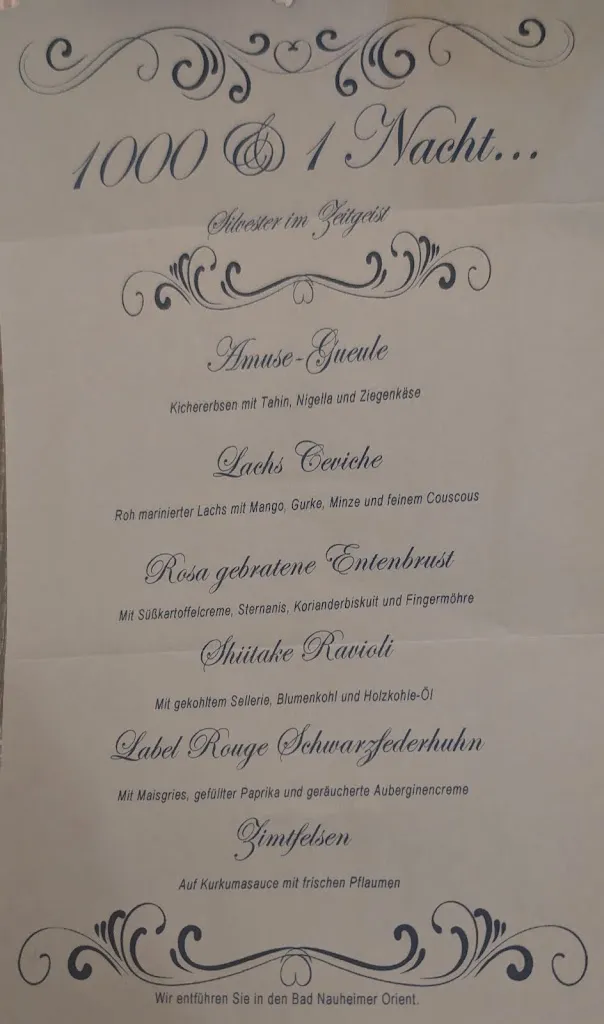 1000 & 1 Nacht...
Silvester im Zeitgeist
Amuse-Gueule
Kichererbsen mit Tahin, Nigella und Ziegenkäse
Lachs Ceviche
Roh marinierter Lachs mit Mango, Gurke, Minze und feinem Couscous
Rosa gebratene Entenbrust
Mit Süßkartoffelcreme, Sternanis, Korianderbiskuit und Fingermöhre
Shiitake Ravioli
Mit gekohltem Sellerie, Blumenkohl und Holzkohle-Öl
Label Rouge Schwarzfederhuhn
Mit Maisgries, gefüllter Paprika und geräucherte Auberginencreme
Zimtfelsen
Auf Kurkumasauce mit frischen Pflaumen
Wir entführen Sie in den Bad Nauheimer Orient.